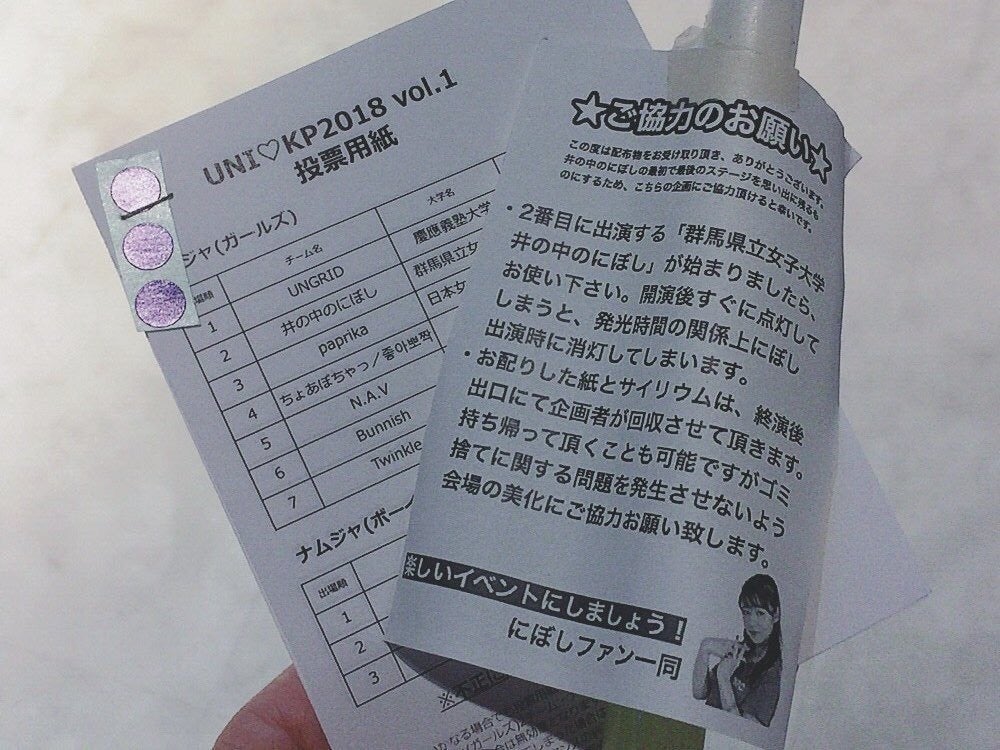 UNI♡KP2018 vol.1
投票用紙
ジャ(ガールズ)
場順 チーム名 大学名
1 UNGRID 慶應義塾大学
2 井の中のにぼし 群馬県立女
3 paprika 日本女
4 ちょあぽちゃっ／좋아뽀짝
5 N.A.V
6 Bunnish
7 Twinkle
ナムジャ(ボー
出場順
1
2
3
※不正に
なる場合で
(ガールズ)
★ご協力のお願い★
この度は配布物をお受け取り頂き、ありがとうございます。
井の中のにぼしの最初で最後のステージを思い出に残るも
のにするため、こちらの企画にご協力頂けると幸いです。
・2番目に出演する「群馬県立女子大学
井の中のにぼし」が始まりましたら、
お使い下さい。開演後すぐに点灯して
しまうと、発光時間の関係上にぼし
出演時に消灯してしまいます。
・お配りした紙とサイリウムは、終演後
出口にて企画者が回収させて頂きます。
持ち帰って頂くことも可能ですがゴミ
捨てに関する問題を発生させないよう
会場の美化にご協力お願い致します。
楽しいイベントにしましょう！
にぼしファン一同